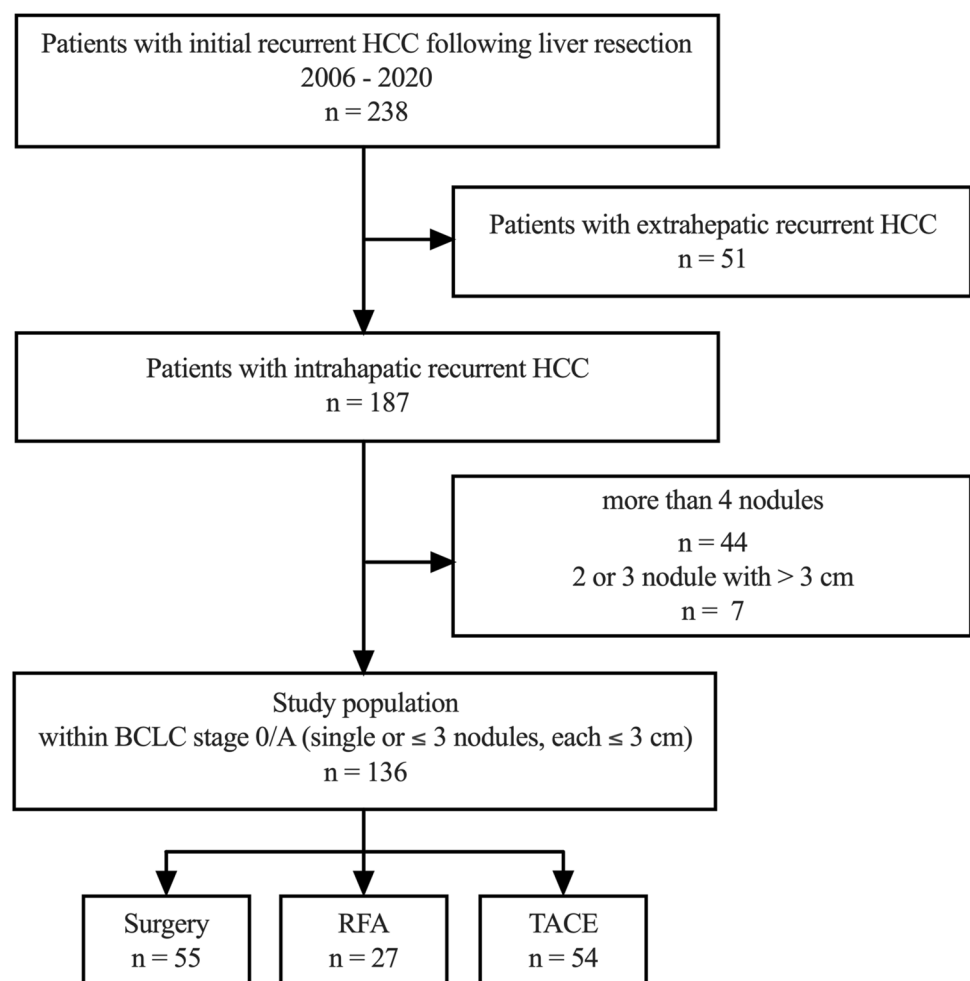 Patients with initial recurrent HCC following liver resection
2006 - 2020
n = 238
Patients with extrahepatic recurrent HCC
n = 51
Patients with intrahapatic recurrent HCC
n = 187
more than 4 nodules
n = 44
2 or 3 nodule with > 3 cm
n = 7
Study population
within BCLC stage 0/A (single or ≤ 3 nodules, each ≤ 3 cm)
n = 136
Surgery
n = 55
RFA
n = 27
TACE
n = 54